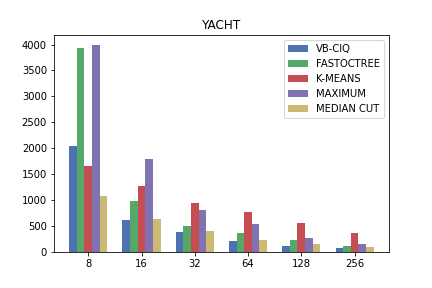 YACHT
4000
3500
3000
2500
2000
1500
1000
500
0
VB-CIQ
FASTOCTREE
K-MEANS
MAXIMUM
MEDIAN CUT
8 16 32 64 128 256